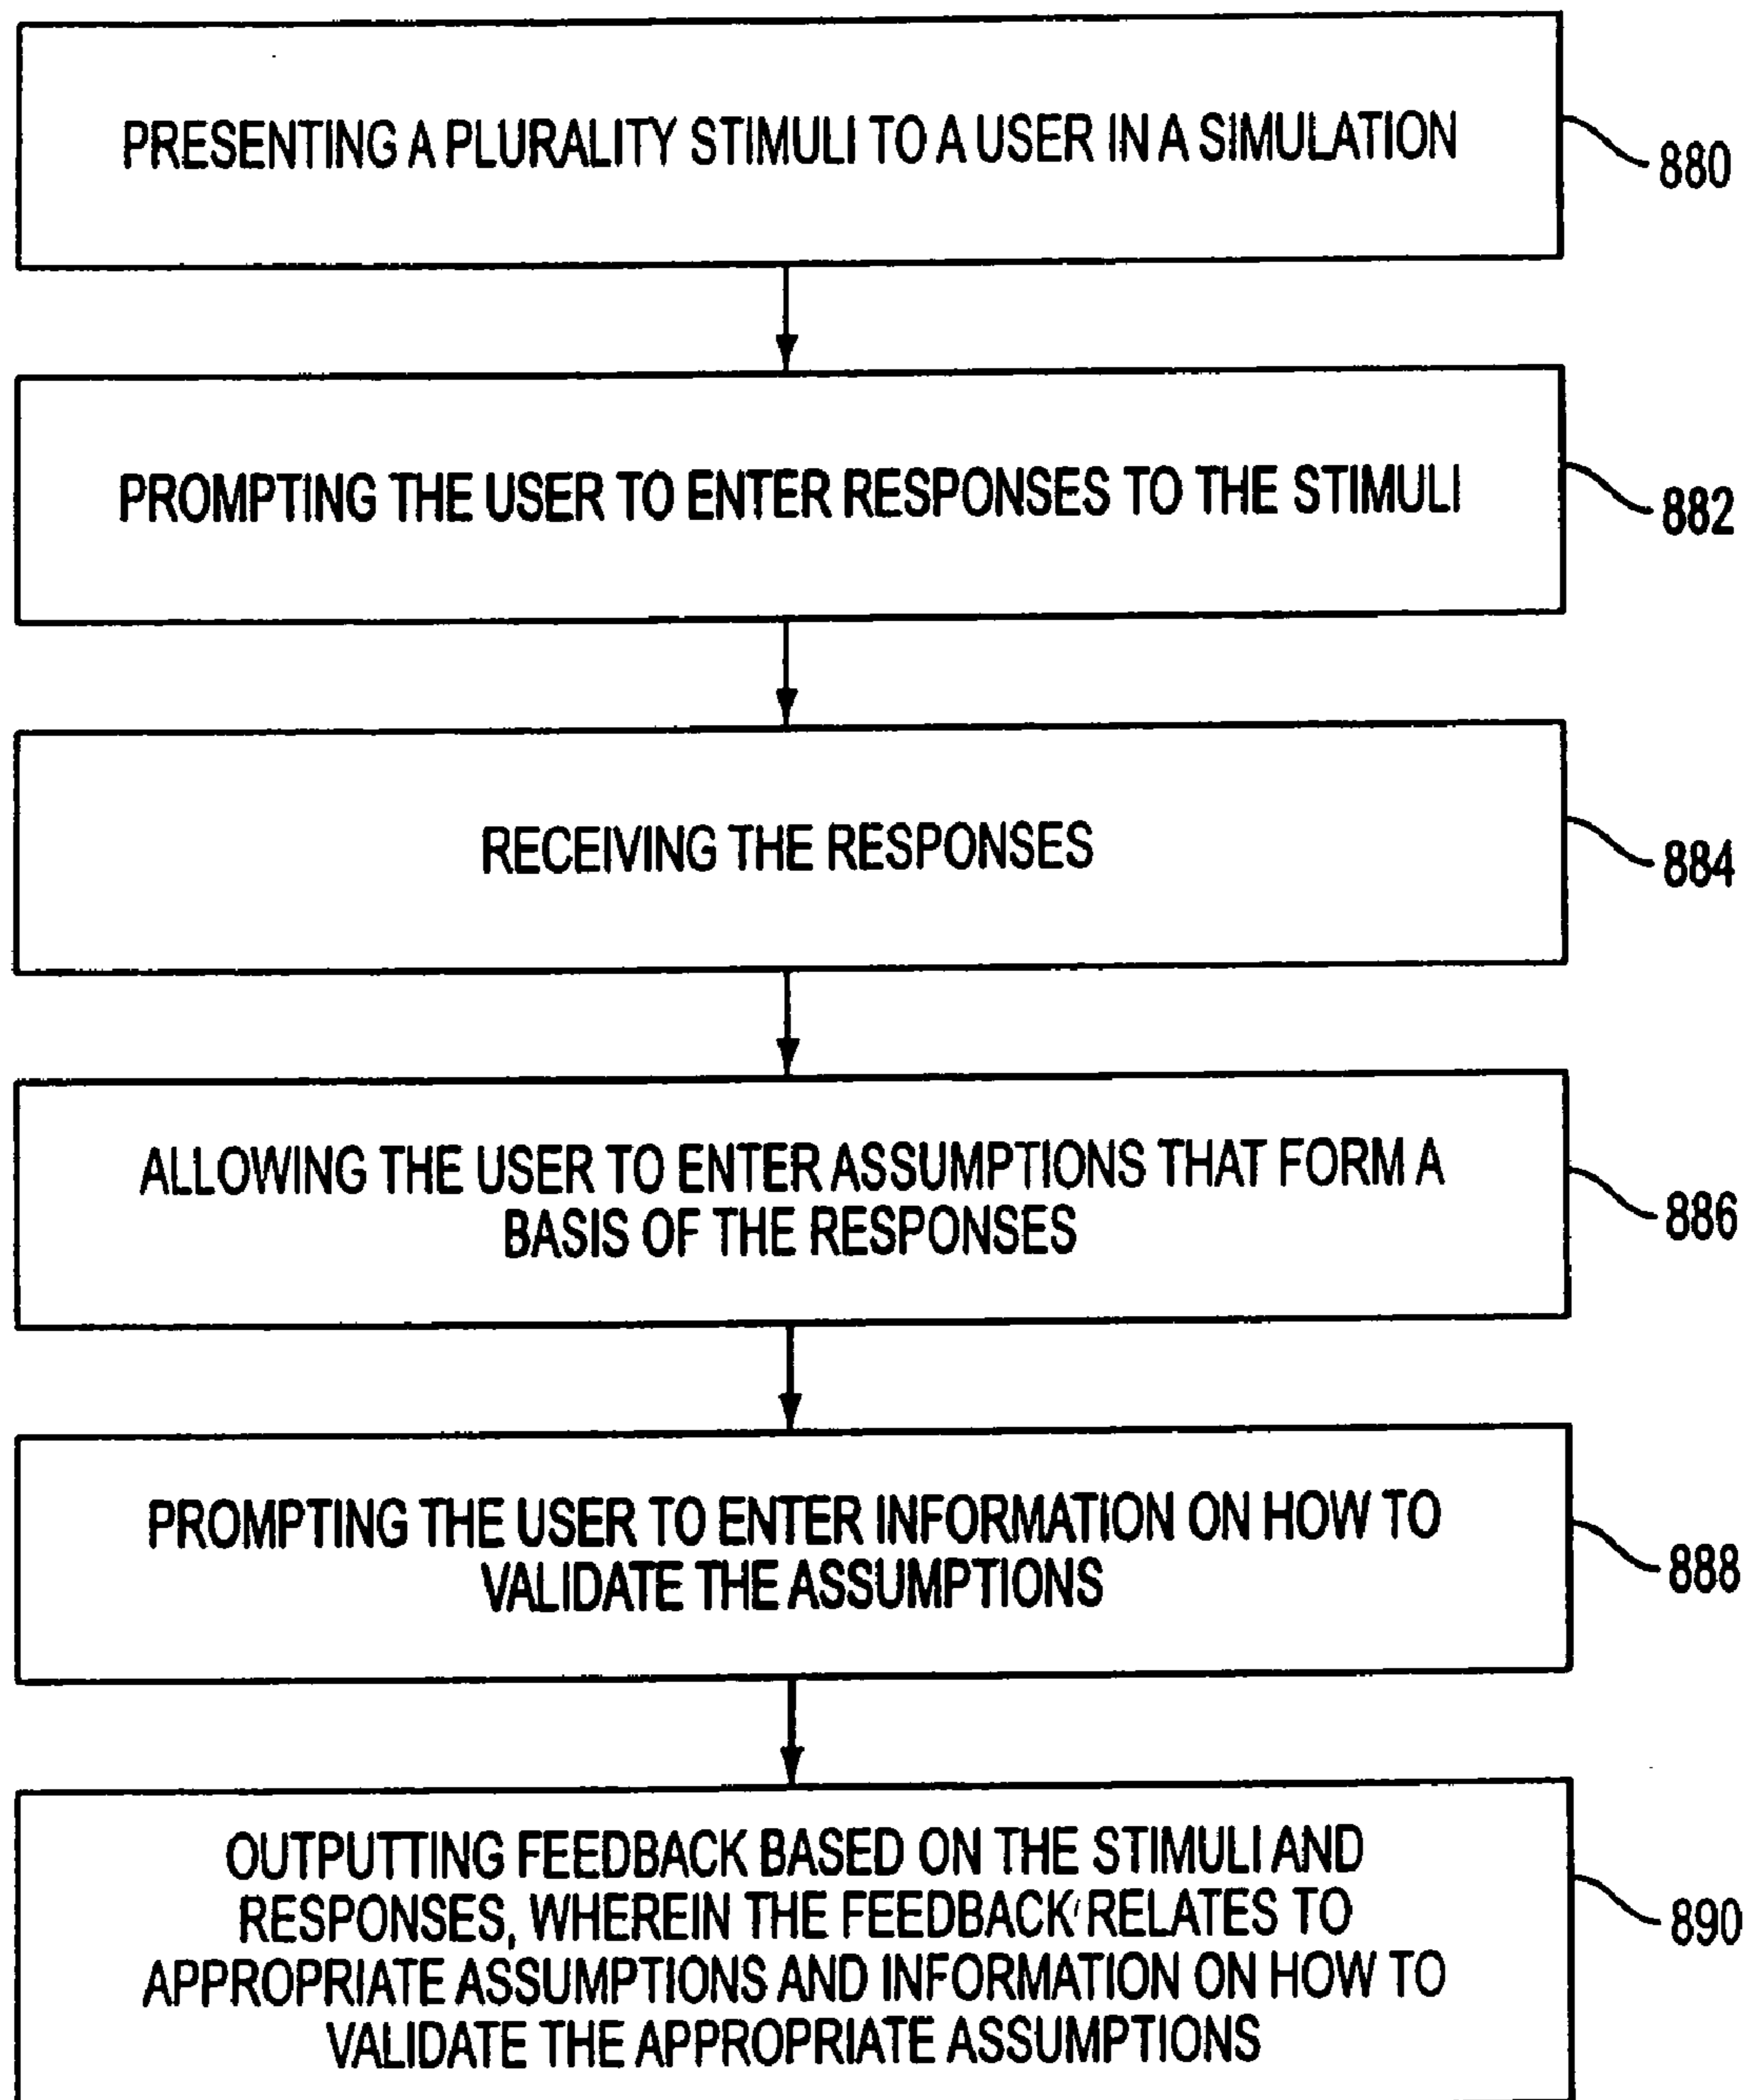 PRESENTING A PLURALITY STIMULI TO A USER IN A SIMULATION
880
PROMPTING THE USER TO ENTER RESPONSES TO THE STIMULI
882
RECEIVING THE RESPONSES
884
ALLOWING THE USER TO ENTER ASSUMPTIONS THAT FORM A
BASIS OF THE RESPONSES
886
PROMPTING THE USER TO ENTER INFORMATION ON HOW TO
VALIDATE THE ASSUMPTIONS
888
OUTPUTTING FEEDBACK BASED ON THE STIMULI AND
RESPONSES, WHEREIN THE FEEDBACK RELATES TO
APPROPRIATE ASSUMPTIONS AND INFORMATION ON HOW TO
VALIDATE THE APPROPRIATE ASSUMPTIONS
890